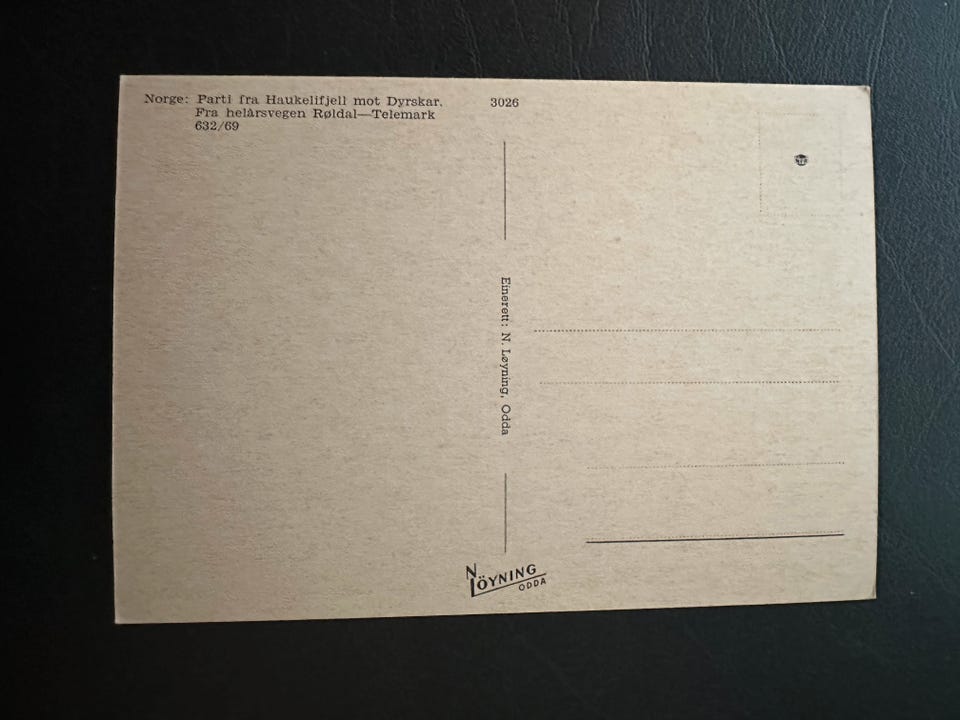 Norge: Parti fra Haukelifjell mot Dyrskar.
Fra helårsvegen Røldal—Telemark
632/69
3026
Einerett: N. Løyning, Odda
N LÖYNING
ODDA